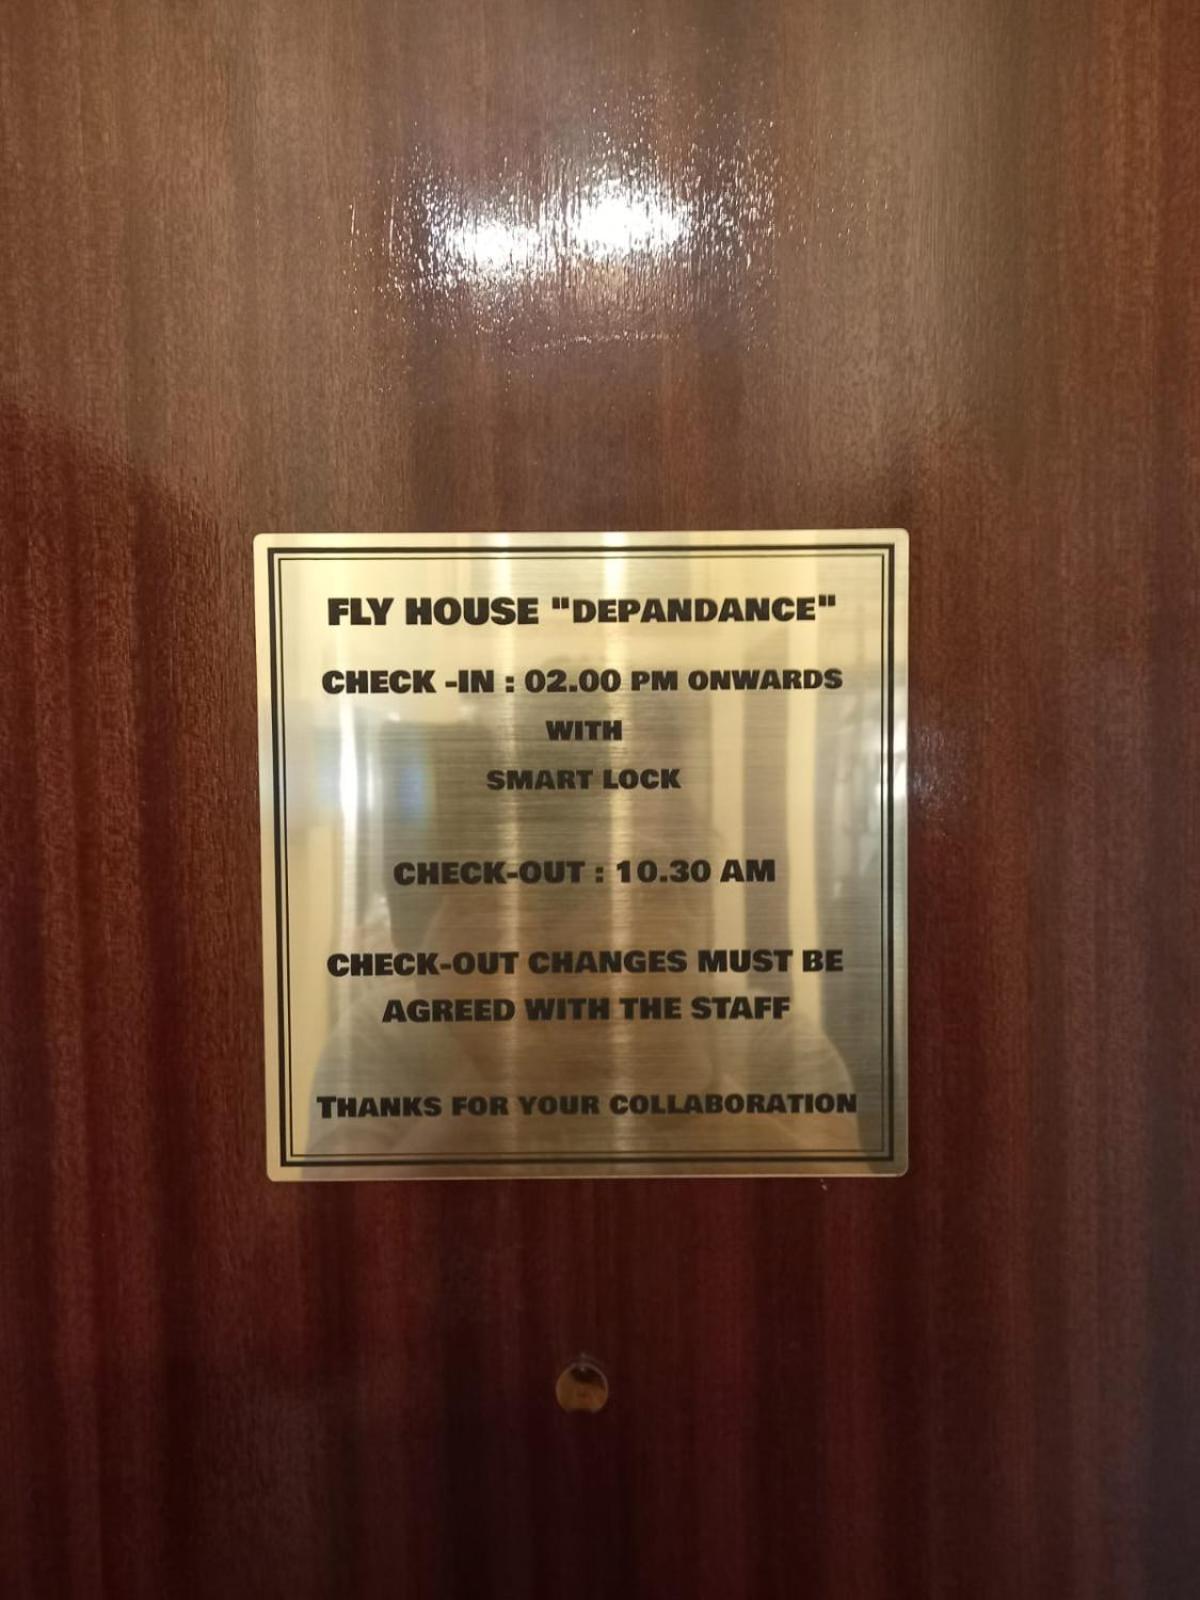 FLY HOUSE "DEPANDANCE"
CHECK -IN : 02.00 PM ONWARDS
WITH
SMART LOCK
CHECK-OUT : 10.30 AM
CHECK-OUT CHANGES MUST BE
AGREED WITH THE STAFF
THANKS FOR YOUR COLLABORATION